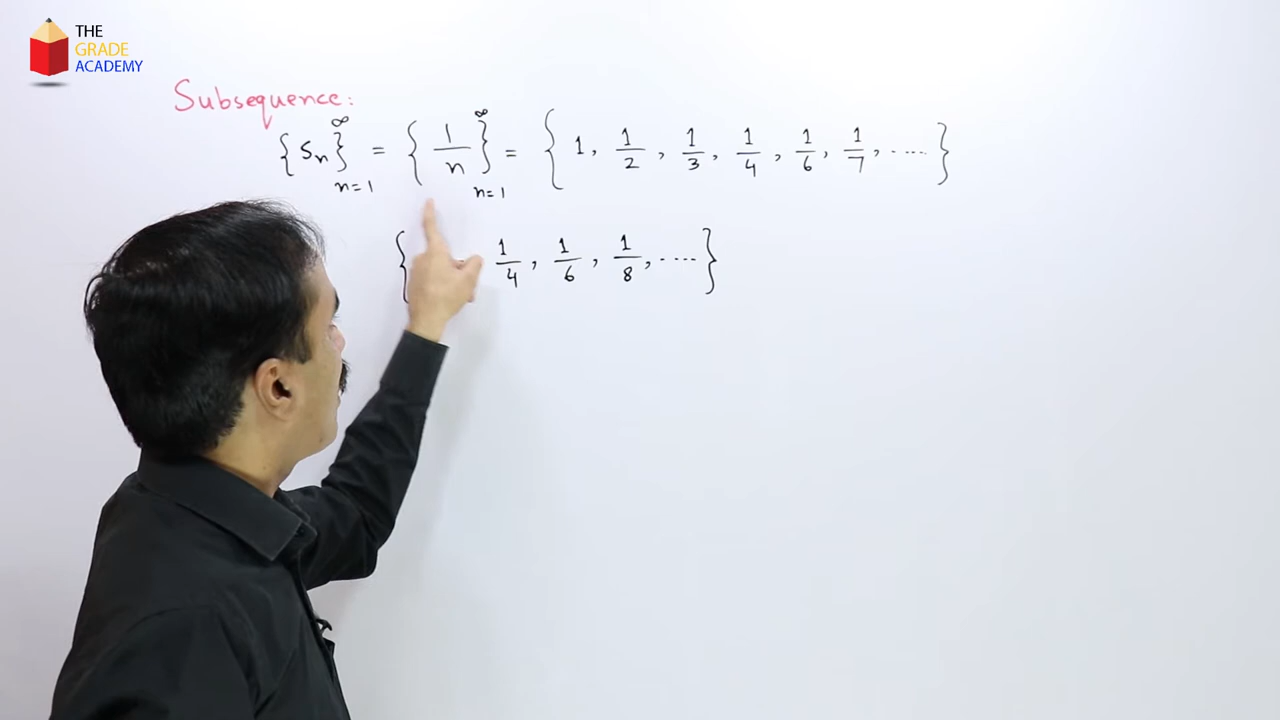 THE
GRADE
ACADEMY
Subsequence:
{S_n}_{n=1}^∞ = {1/n}_{n=1}^∞ = {1, 1/2, 1/3, 1/4, 1/6, 1/7, ....}
{ 1/4, 1/6, 1/8, ....}